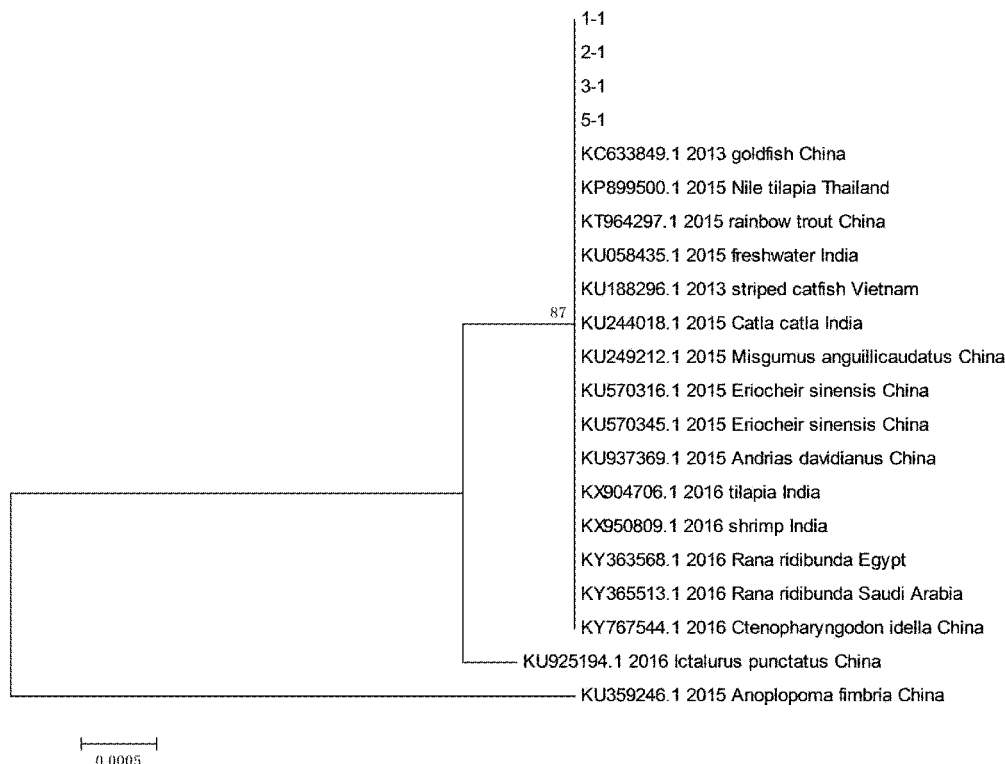 1-1
2-1
3-1
5-1
KC633849.1 2013 goldfish China
KP899500.1 2015 Nile tilapia Thailand
KT964297.1 2015 rainbow trout China
KU058435.1 2015 freshwater India
KU188296.1 2013 striped catfish Vietnam
87
KU244018.1 2015 Catla catla India
KU249212.1 2015 Misgurnus anguillicaudatus China
KU570316.1 2015 Eriocheir sinensis China
KU570345.1 2015 Eriocheir sinensis China
KU937369.1 2015 Andrias davidianus China
KX904706.1 2016 tilapia India
KX950809.1 2016 shrimp India
KY363568.1 2016 Rana ridibunda Egypt
KY365513.1 2016 Rana ridibunda Saudi Arabia
KY767544.1 2016 Ctenopharyngodon idella China
KU925194.1 2016 Ictalurus punctatus China
KU359246.1 2015 Anoplopoma fimbria China
0.0005